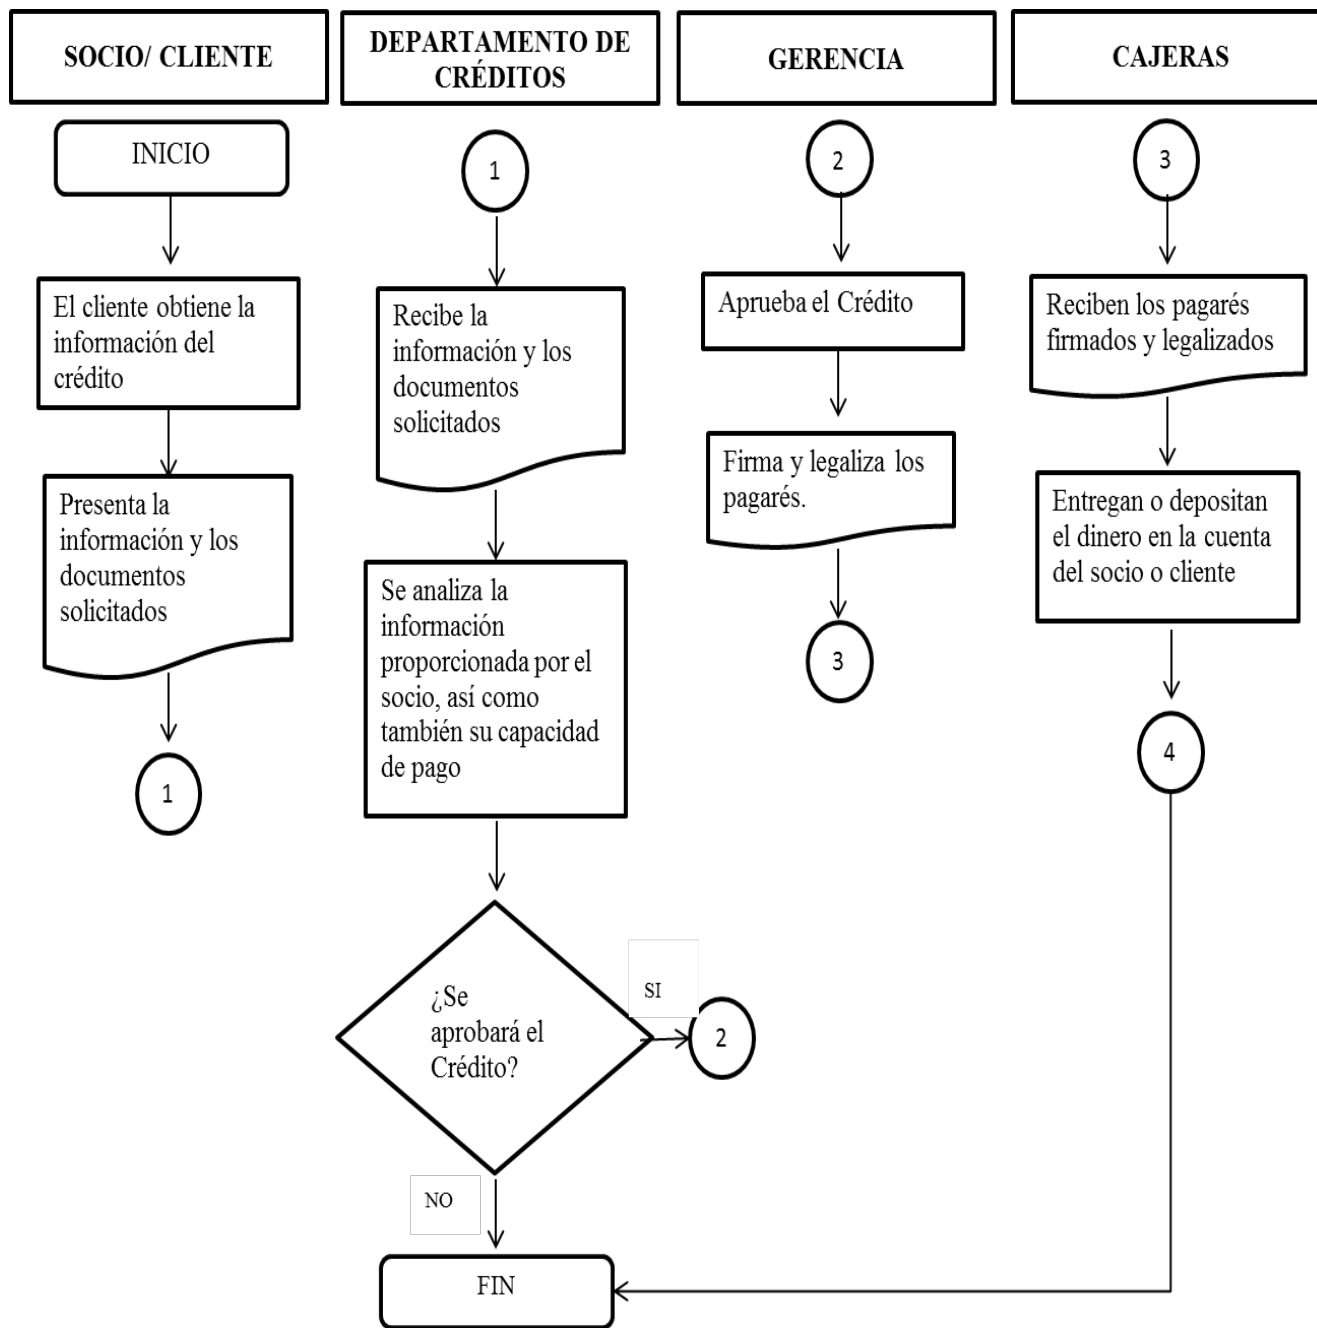 SOCIO/ CLIENTE
DEPARTAMENTO DE
CRÉDITOS
GERENCIA
CAJERAS
INICIO
El cliente obtiene la
información del
crédito
Presenta la
información y los
documentos
solicitados
1
1
Recibe la
información y los
documentos
solicitados
Se analiza la
información
proporcionada por el
socio, así como
también su capacidad
de pago
¿Se
aprobará el
Crédito?
SI
2
NO
FIN
2
Aprueba el Crédito
Firma y legaliza los
pagarés.
3
3
Reciben los pagarés
firmados y legalizados
Entregan o depositan
el dinero en la cuenta
del socio o cliente
4